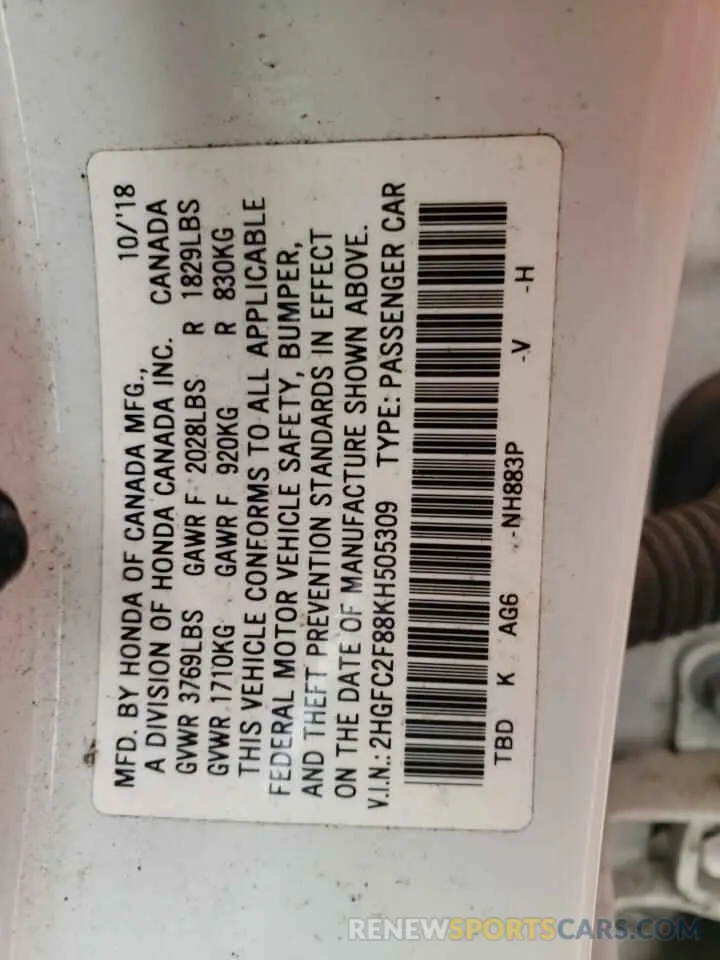 MFD. BY HONDA OF CANADA MFG., 10/'18
A DIVISION OF HONDA CANADA INC. CANADA
GVWR 3769LBS GAWR F 2028LBS R 1829LBS
GVWR 1710KG GAWR F 920KG R 830KG
THIS VEHICLE CONFORMS TO ALL APPLICABLE
FEDERAL MOTOR VEHICLE SAFETY, BUMPER,
AND THEFT PREVENTION STANDARDS IN EFFECT
ON THE DATE OF MANUFACTURE SHOWN ABOVE.
V.I.N.: 2HGFC2F88KH505309 TYPE: PASSENGER CAR
TBD K AG6 -NH883P -V -H
RENEWSPORTSCARS.COM